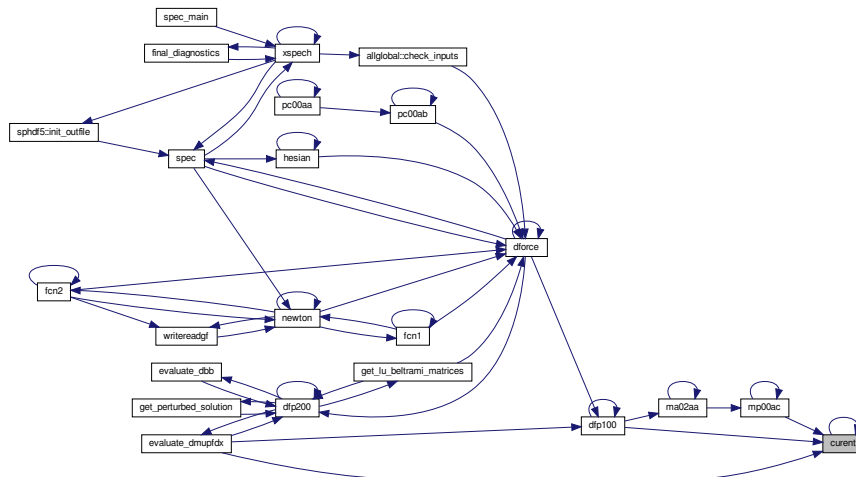 spec_main
final_diagnostics
xspech
allglobal::check_inputs
pc00aa
pc00ab
sphdf5::init_outfile
spec
hesian
dforce
fcn2
newton
writereadgf
fcn1
evaluate_dbb
get_lu_beltrami_matrices
get_perturbed_solution
dfp200
ma02aa
mp00ac
dfp100
evaluate_dmupfdx
curent